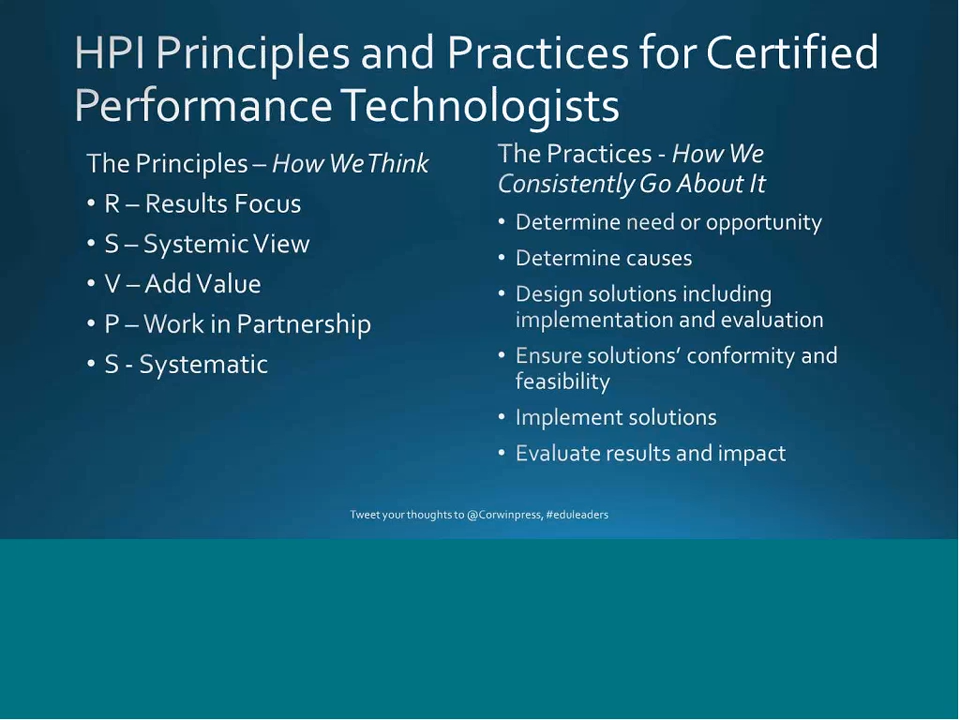 HPI Principles and Practices for Certified
Performance Technologists
The Principles – How We Think
• R – Results Focus
• S – Systemic View
• V – Add Value
• P – Work in Partnership
• S - Systematic
The Practices - How We
Consistently Go About It
• Determine need or opportunity
• Determine causes
• Design solutions including
implementation and evaluation
• Ensure solutions’ conformity and
feasibility
• Implement solutions
• Evaluate results and impact
Tweet your thoughts to @Corwinpress, #eduleaders